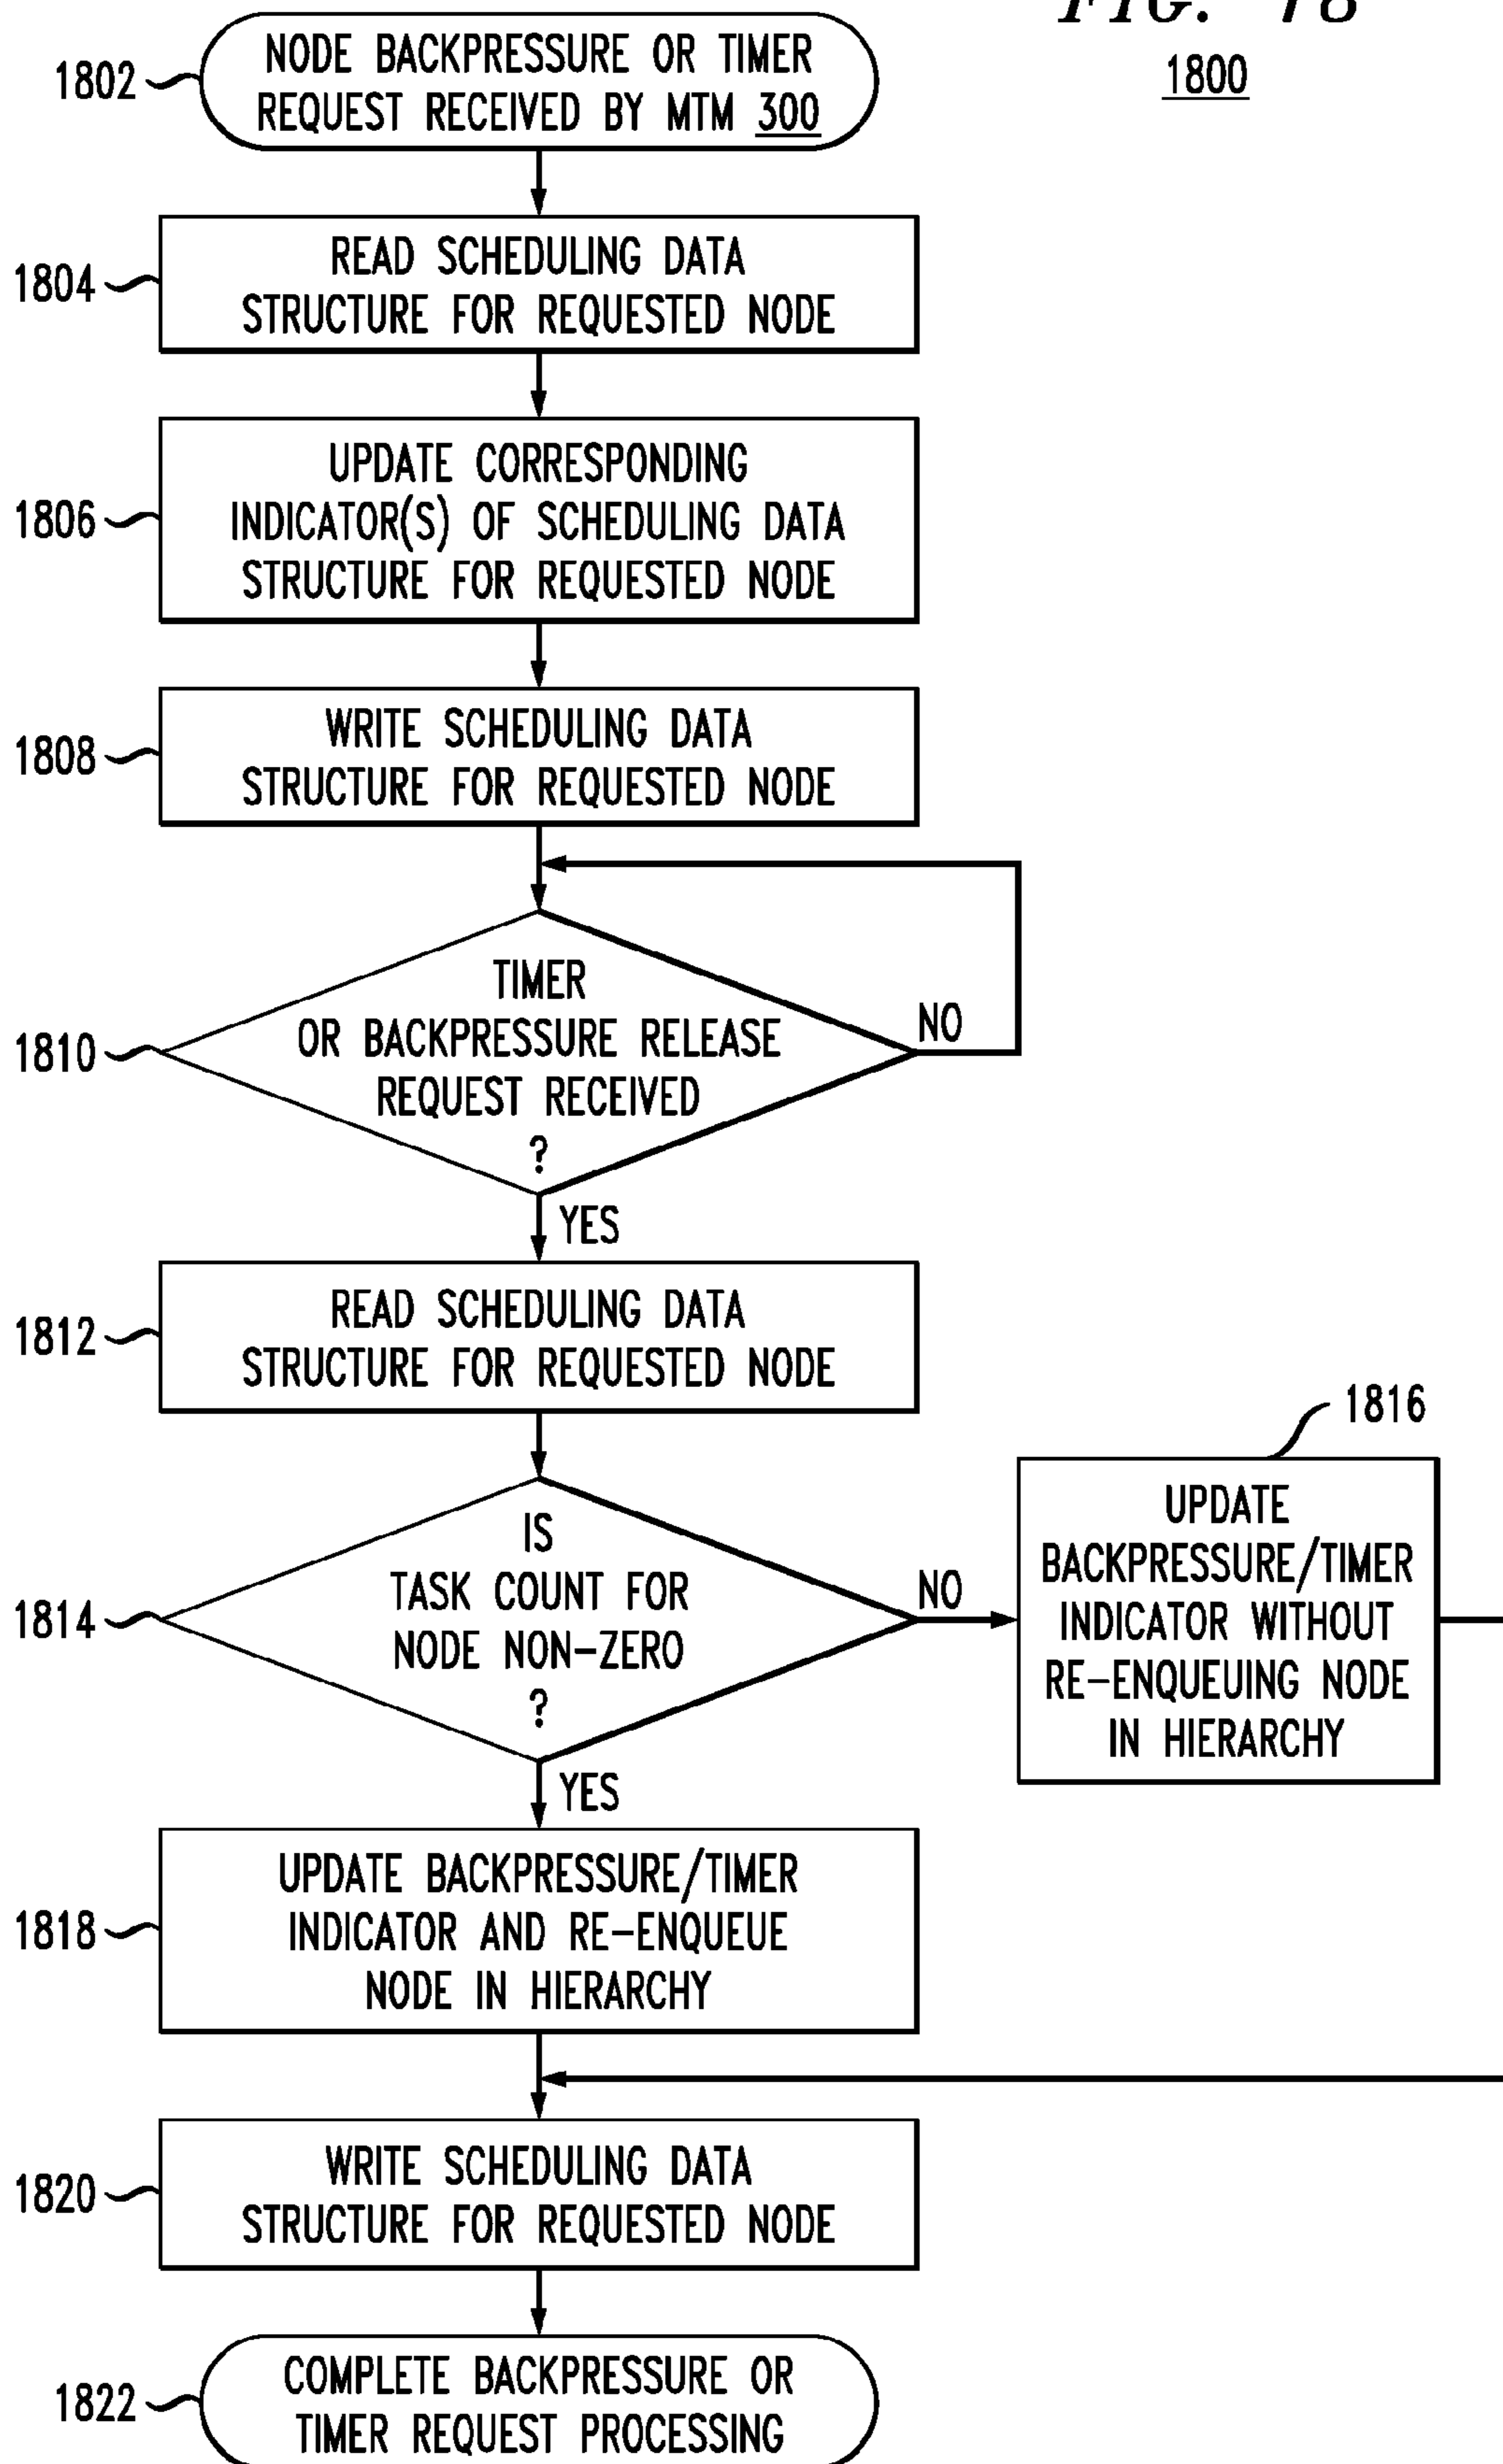 FIG. 18
1800
1802
NODE BACKPRESSURE OR TIMER
REQUEST RECEIVED BY MTM 300
1804
READ SCHEDULING DATA
STRUCTURE FOR REQUESTED NODE
1806
UPDATE CORRESPONDING
INDICATOR(S) OF SCHEDULING DATA
STRUCTURE FOR REQUESTED NODE
1808
WRITE SCHEDULING DATA
STRUCTURE FOR REQUESTED NODE
1810
TIMER
OR BACKPRESSURE RELEASE
REQUEST RECEIVED
?
NO
YES
1812
READ SCHEDULING DATA
STRUCTURE FOR REQUESTED NODE
1814
IS
TASK COUNT FOR
NODE NON-ZERO
?
NO
1816
UPDATE
BACKPRESSURE/TIMER
INDICATOR WITHOUT
RE-ENQUEUING NODE
IN HIERARCHY
YES
1818
UPDATE BACKPRESSURE/TIMER
INDICATOR AND RE-ENQUEUE
NODE IN HIERARCHY
1820
WRITE SCHEDULING DATA
STRUCTURE FOR REQUESTED NODE
1822
COMPLETE BACKPRESSURE OR
TIMER REQUEST PROCESSING